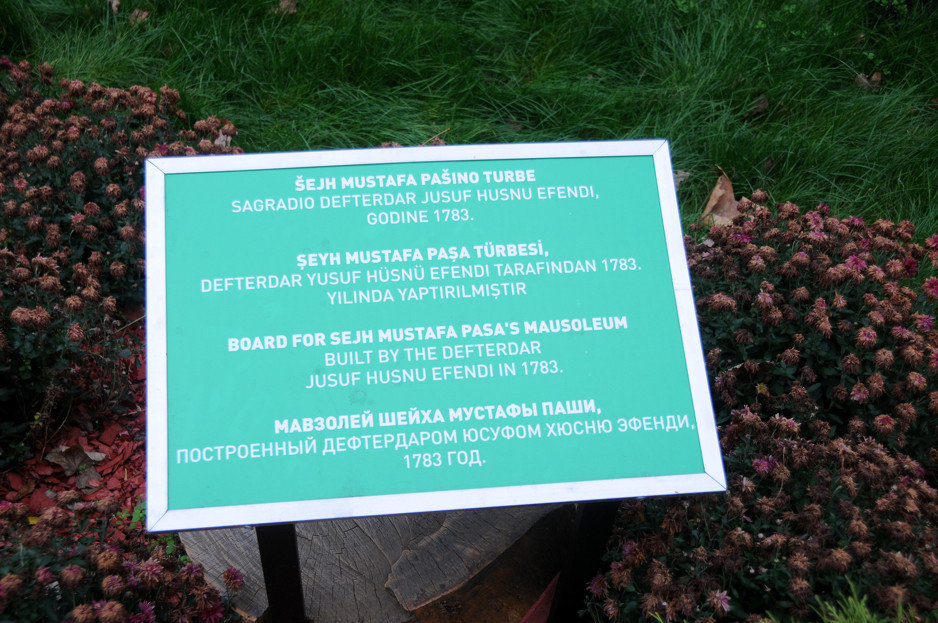 ŠEJH MUSTAFA PAŠINO TURBE
SAGRADIO DEFTERDAR JUSUF HUSNU EFENDI,
GODINE 1783.
ŞEYH MUSTAFA PAŞA TÜRBESİ,
DEFTERDAR YUSUF HÜSNÜ EFENDI TARAFINDAN 1783.
YILINDA YAPTIRILMIŞTIR
BOARD FOR SEJH MUSTAFA PASA'S MAUSOLEUM
BUILT BY THE DEFTERDAR
JUSUF HUSNU EFENDI IN 1783.
МАВЗОЛЕЙ ШЕЙХА МУСТАФЫ ПАШИ,
ПОСТРОЕННЫЙ ДЕФТЕРДАРОМ ЮСУФОМ ХЮСНЮ ЭФЕНДИ,
1783 ГОД.